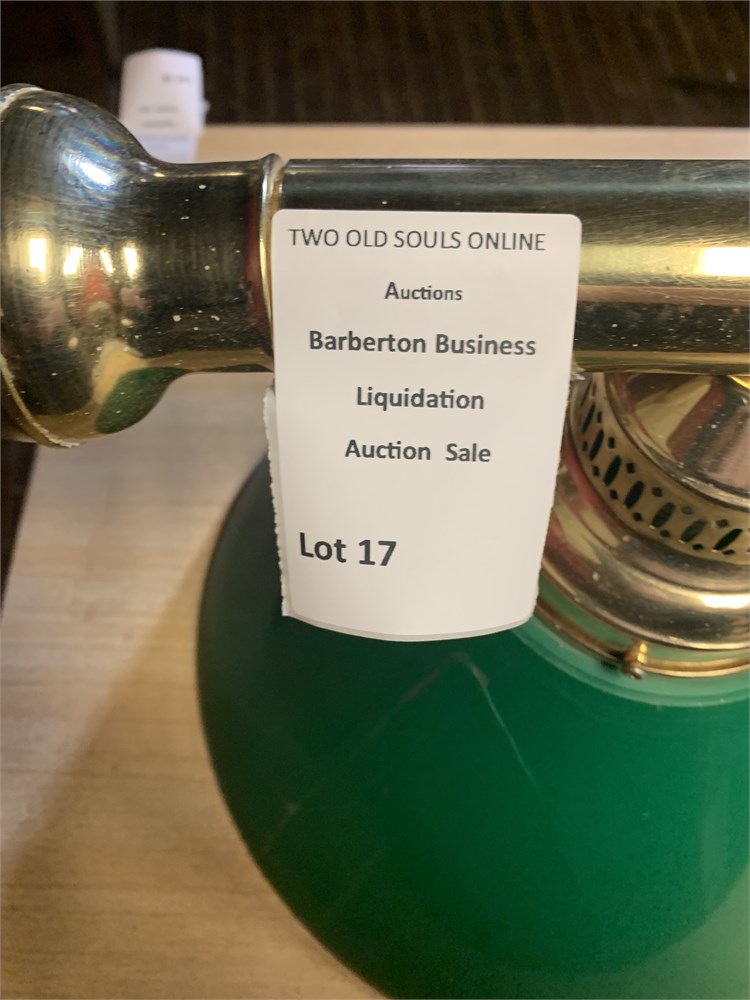 TWO OLD SOULS ONLINE
Auctions
Barberton Business
Liquidation
Auction Sale
Lot 17